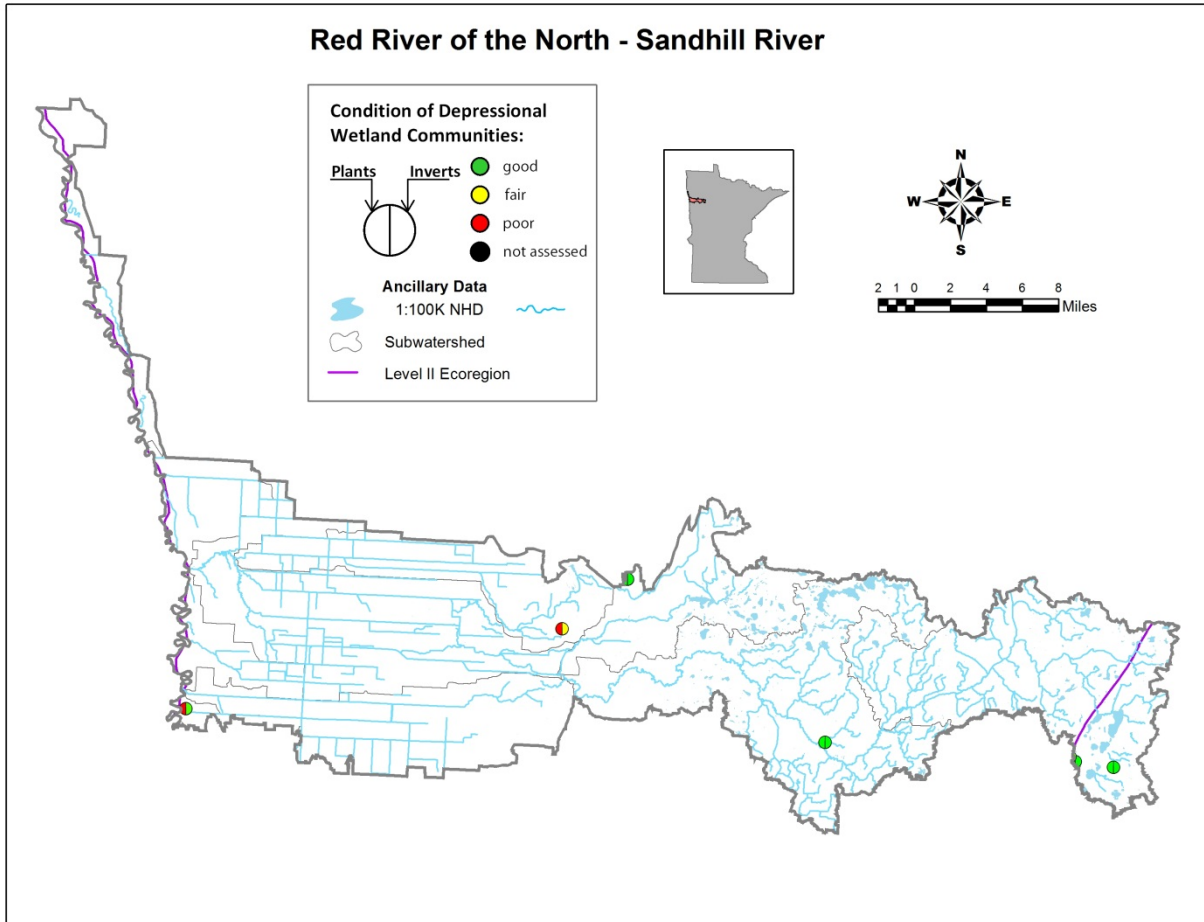 Red River of the North - Sandhill River
Condition of Depressional
Wetland Communities:
Plants
Inverts
good
fair
poor
not assessed
Ancillary Data
1:100K NHD
Subwatershed
Level II Ecoregion
N
W
E
S
2 1 0 2 4 6 8
Miles